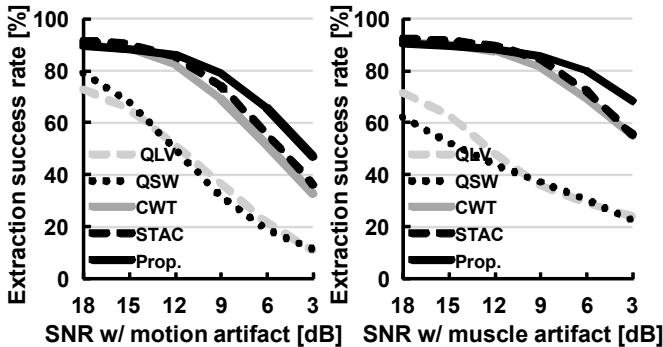 Extraction success rate [%]
100
80
60
40
20
0
QLV
QSW
CWT
STAC
Prop.
18 15 12 9 6 3
SNR w/ motion artifact [dB]
Extraction success rate [%]
100
80
60
40
20
0
QLV
QSW
CWT
STAC
Prop.
18 15 12 9 6 3
SNR w/ muscle artifact [dB]